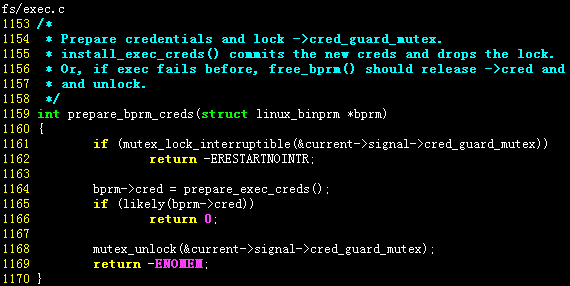 fs/exec.c
1153 /*
1154  * Prepare credentials and lock ->cred_guard_mutex.
1155  * install_exec_creds() commits the new creds and drops the lock.
1156  * Or, if exec fails before, free_bprm() should release ->cred and
1157  * and unlock.
1158  */
1159 int prepare_bprm_creds(struct linux_binprm *bprm)
1160 {
1161         if (mutex_lock_interruptible(&current->signal->cred_guard_mutex))
1162                 return -ERESTARTNOINTR;
1163
1164         bprm->cred = prepare_exec_creds();
1165         if (likely(bprm->cred))
1166                 return 0;
1167
1168         mutex_unlock(&current->signal->cred_guard_mutex);
1169         return -ENOMEM;
1170 }